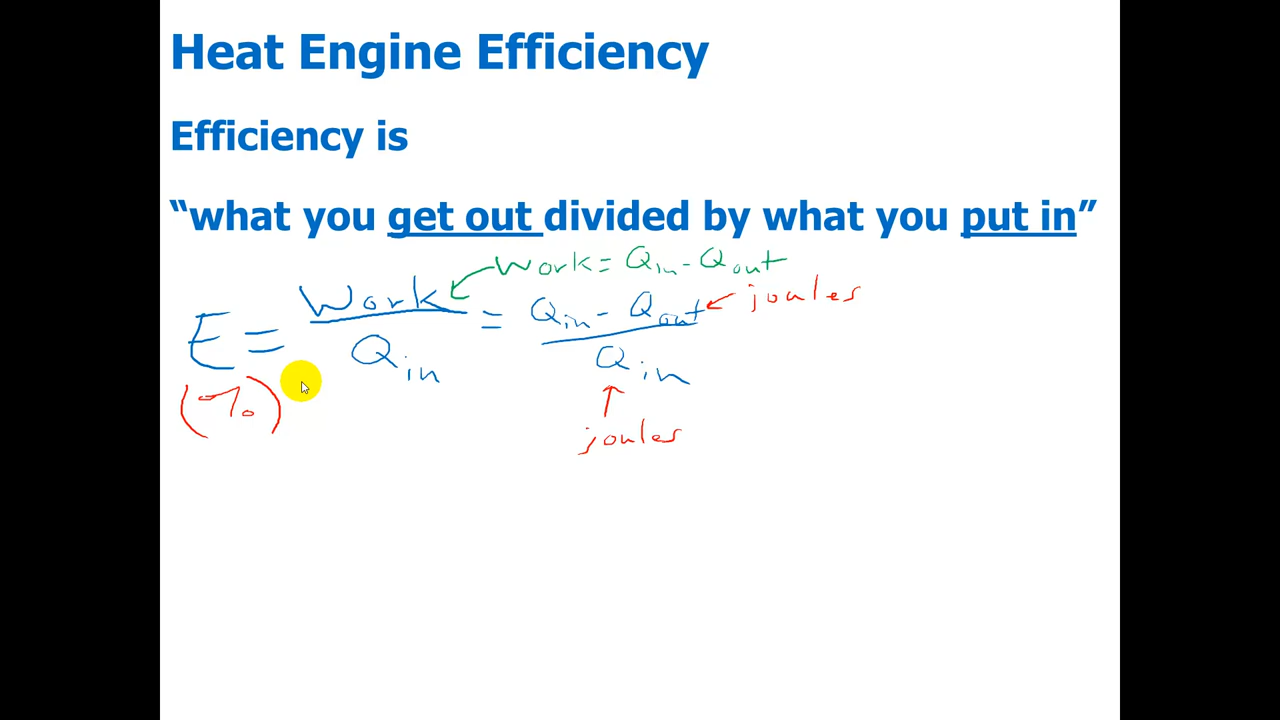 Heat Engine Efficiency
Efficiency is
“what you get out divided by what you put in”
Work = Qin - Qout
E = Work / Qin = Qin - Qout / Qin
joules
(%)
joules